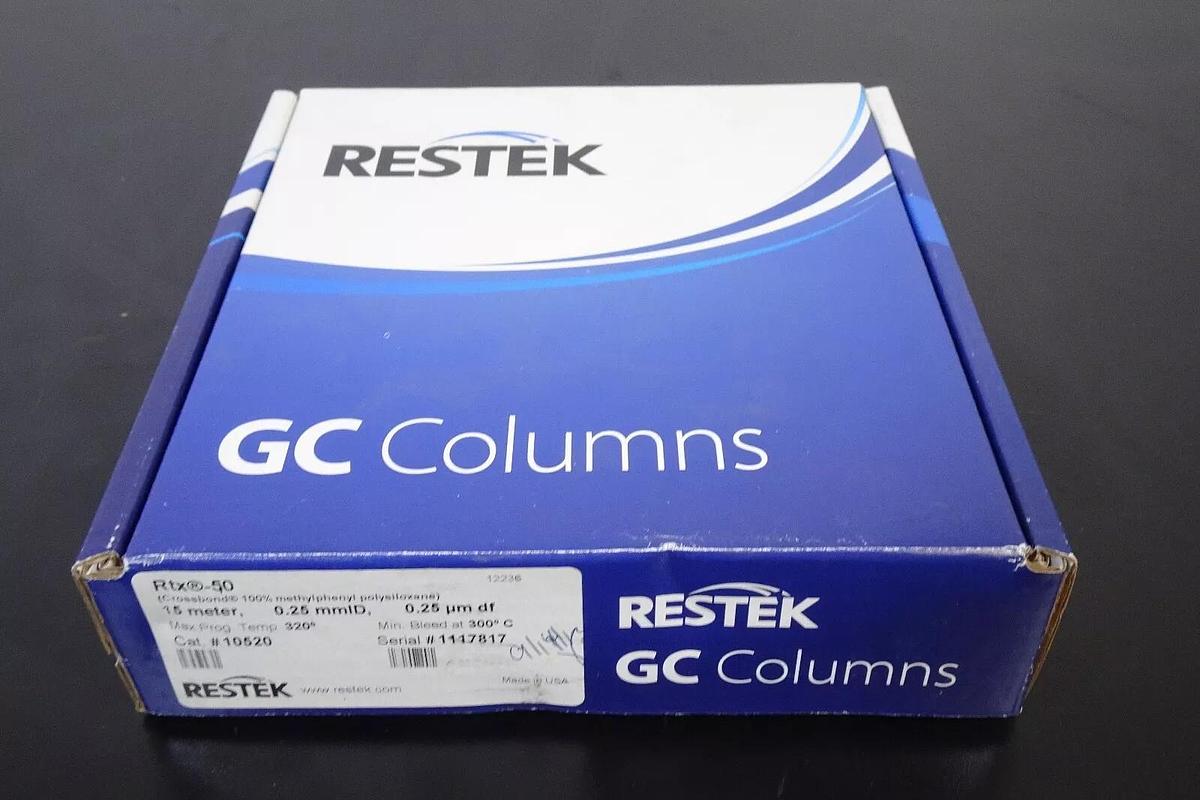 RESTEK
GC Columns
Rtx®-50
12236
(Crossbond® 100% methylphenyl polysiloxane)
15 meter, 0.25 mmID, 0.25 µm df
Max.Prog. Temp 320° Min. Bleed at 300° C
Cat. # 10520 Serial # 1147817
RESTEK www.restek.com
Made in USA
RESTEK
GC Columns